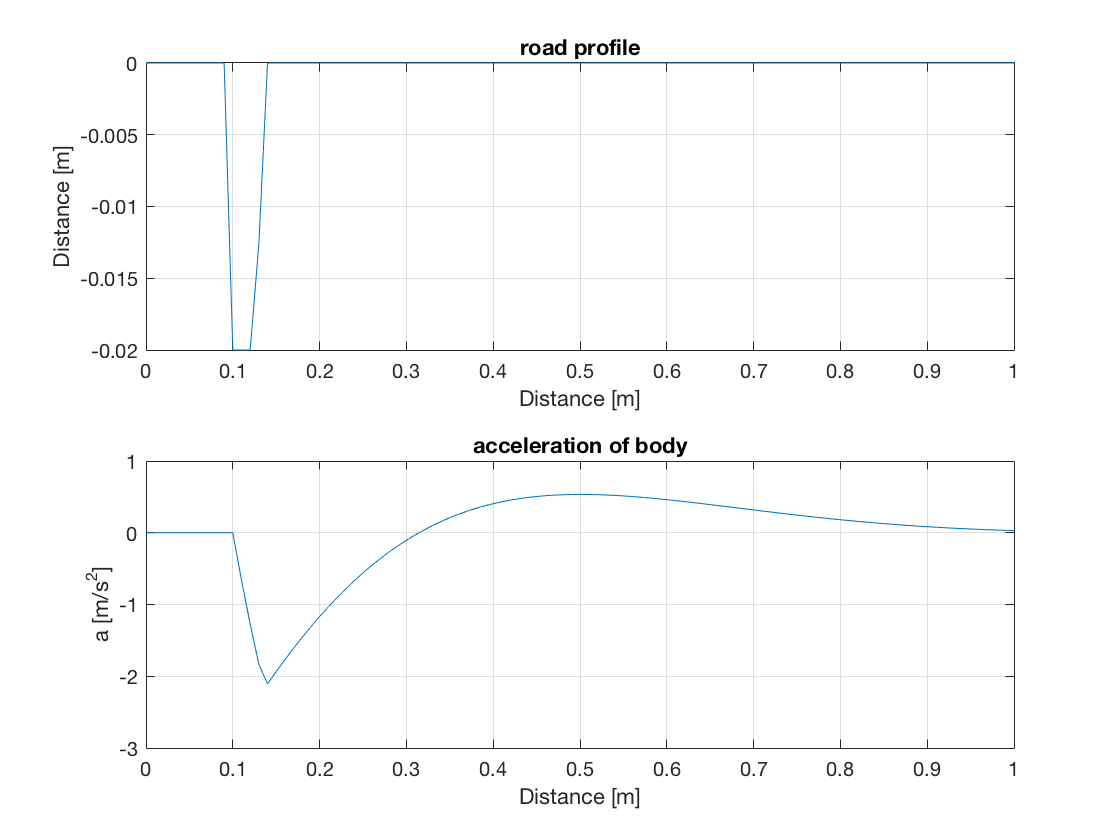 road profile
0
-0.005
-0.01
-0.015
-0.02
Distance [m]
0 0.1 0.2 0.3 0.4 0.5 0.6 0.7 0.8 0.9 1
Distance [m]
acceleration of body
1
0
-1
-2
-3
a [m/s²]
0 0.1 0.2 0.3 0.4 0.5 0.6 0.7 0.8 0.9 1
Distance [m]